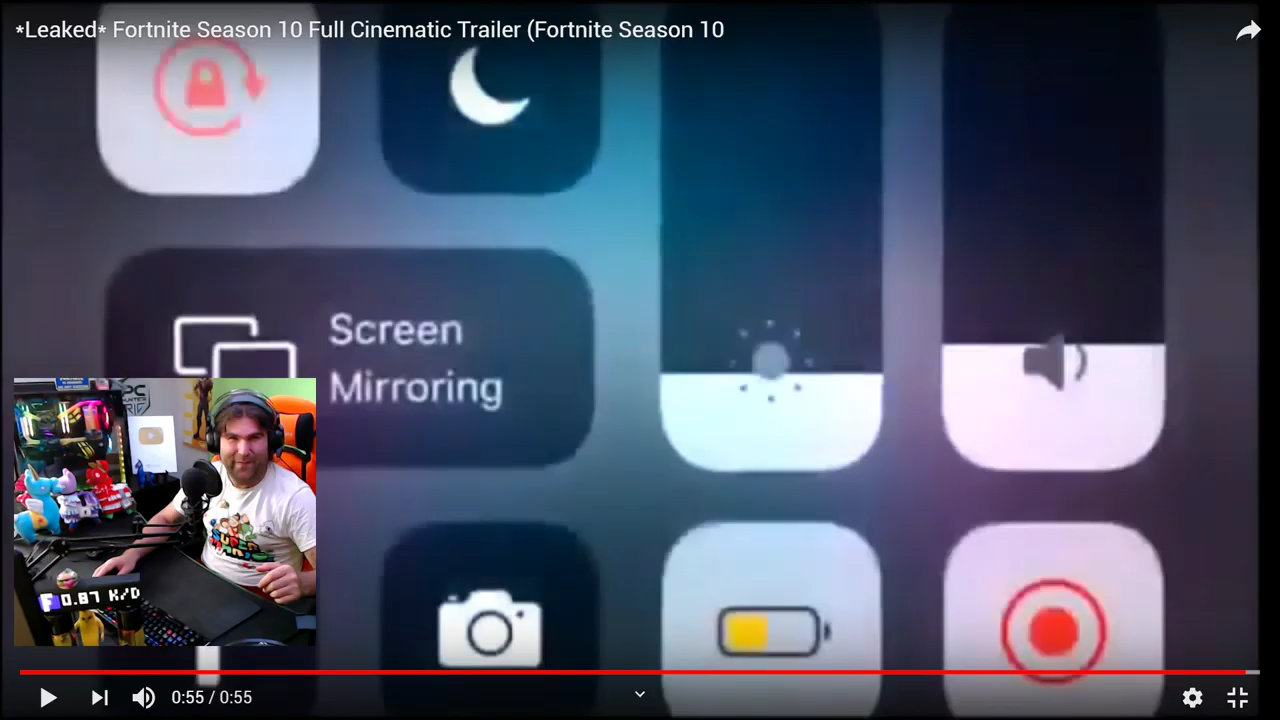 *Leaked* Fortnite Season 10 Full Cinematic Trailer (Fortnite Season 10
Screen
Mirroring
0.87 K/D
0:55 / 0:55